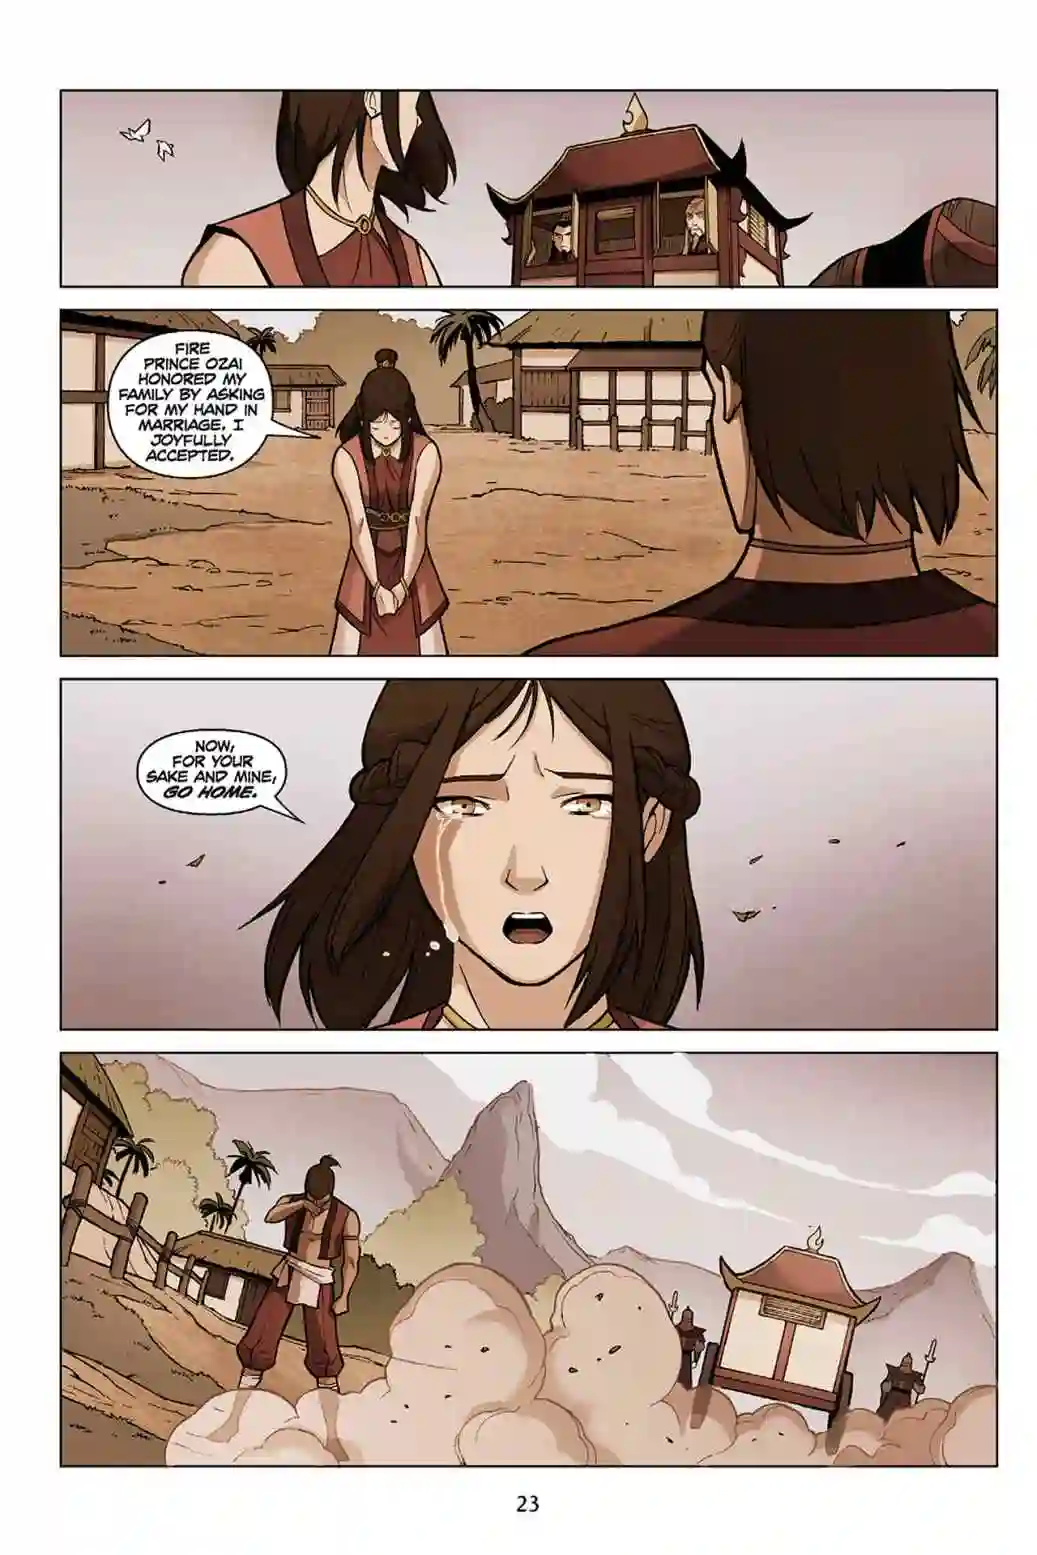 FIRE
PRINCE OZAI
HONORED MY
FAMILY BY ASKING
FOR MY HAND IN
MARRIAGE. I
JOYFULLY
ACCEPTED.
NOW,
FOR YOUR
SAKE AND MINE,
GO HOME.
23